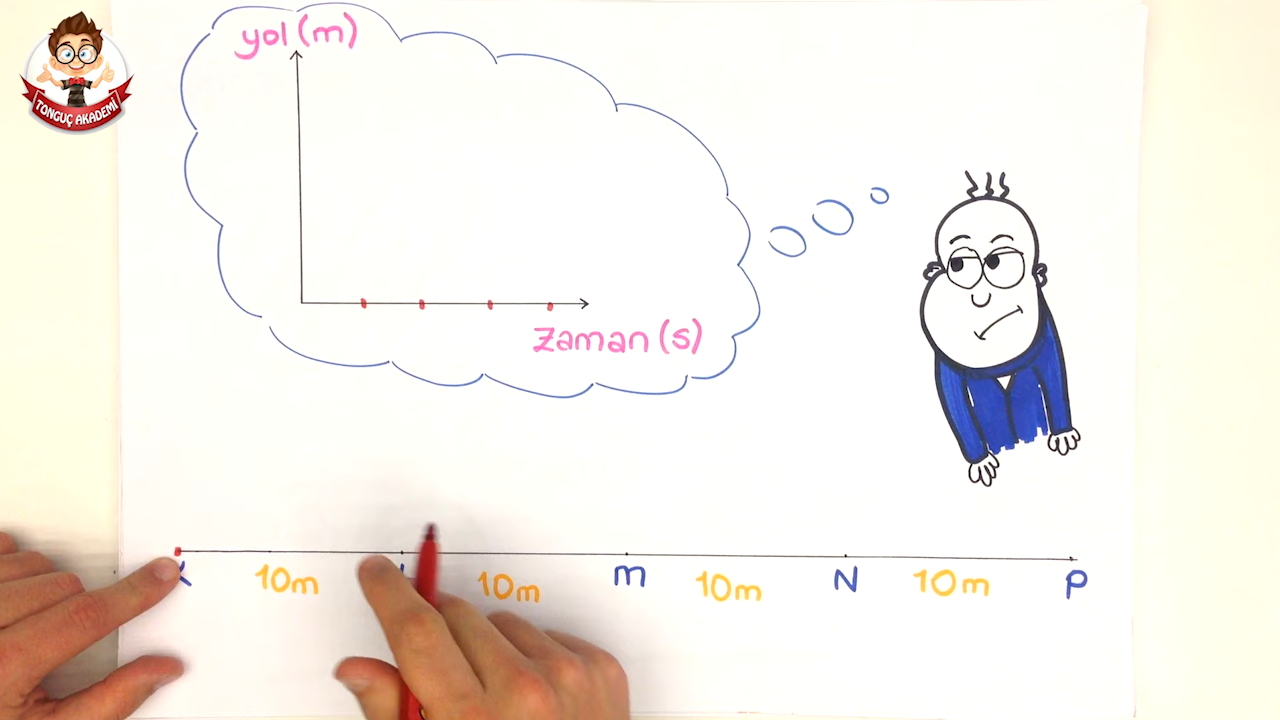 TONGUÇ AKADEMİ
yol (m)
zaman (s)
10m 10m m 10m N 10m P